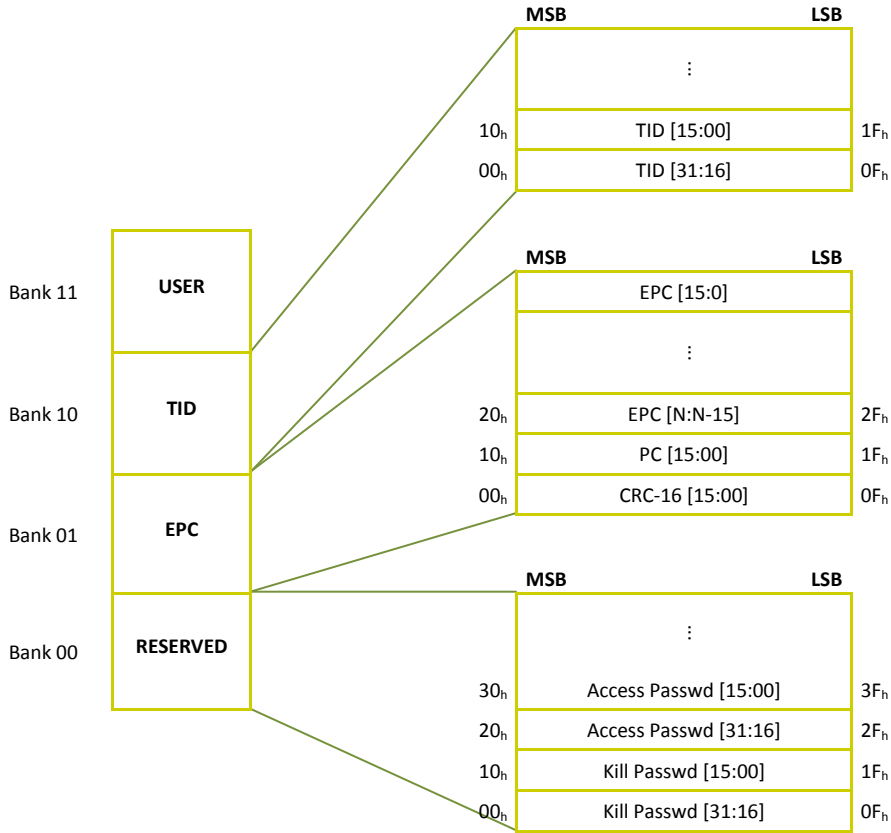 MSB LSB
⋮
10h TID [15:00] 1Fh
00h TID [31:16] 0Fh
Bank 11 USER
Bank 10 TID
Bank 01 EPC
Bank 00 RESERVED
MSB LSB
EPC [15:0]
⋮
20h EPC [N:N-15] 2Fh
10h PC [15:00] 1Fh
00h CRC-16 [15:00] 0Fh
MSB LSB
⋮
30h Access Passwd [15:00] 3Fh
20h Access Passwd [31:16] 2Fh
10h Kill Passwd [15:00] 1Fh
00h Kill Passwd [31:16] 0Fh